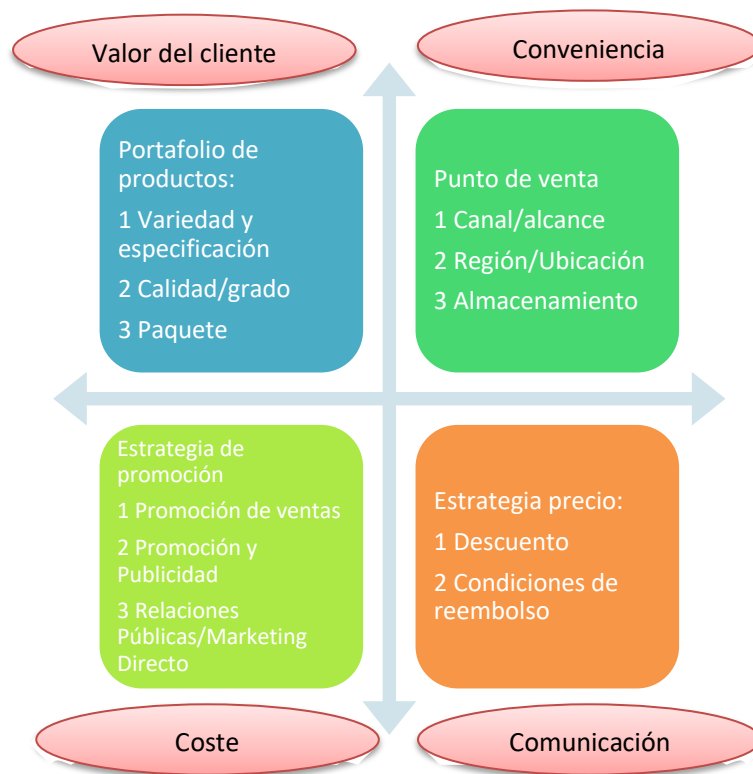 Valor del cliente
Conveniencia
Portafolio de
productos:
1 Variedad y
especificación
2 Calidad/grado
3 Paquete
Punto de venta
1 Canal/alcance
2 Región/Ubicación
3 Almacenamiento
Estrategia de
promoción
1 Promoción de ventas
2 Promoción y
Publicidad
3 Relaciones
Públicas/Marketing
Directo
Estrategia precio:
1 Descuento
2 Condiciones de
reembolso
Coste
Comunicación